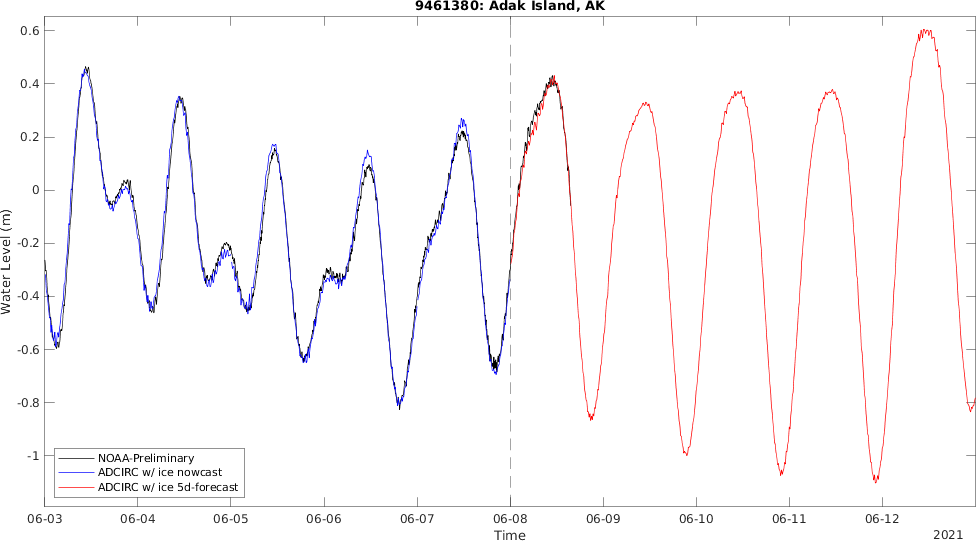 9461380: Adak Island, AK
Water Level (m)
0.6
0.4
0.2
0
-0.2
-0.4
-0.6
-0.8
-1
NOAA-Preliminary
ADCIRC w/ ice nowcast
ADCIRC w/ ice 5d-forecast
06-03 06-04 06-05 06-06 06-07 06-08 06-09 06-10 06-11 06-12
Time
2021